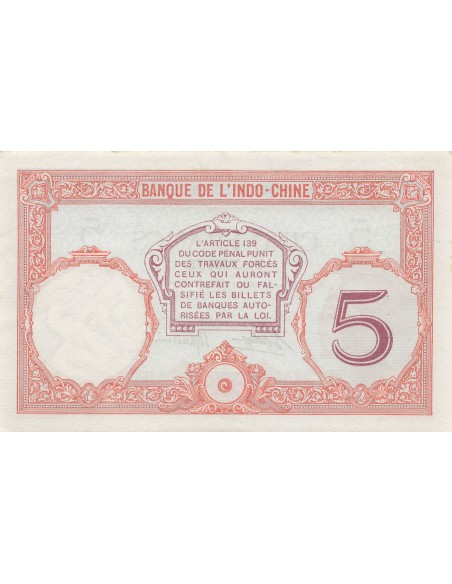 BANQUE DE L'INDO-CHINE
L'ARTICLE 139
DU CODE PÉNAL PUNIT
DES TRAVAUX FORCÉS
CEUX QUI AURONT
CONTREFAIT OU FAL-
SIFIÉ LES BILLETS
DE BANQUES AUTO-
RISÉES PAR LA LOI.
5